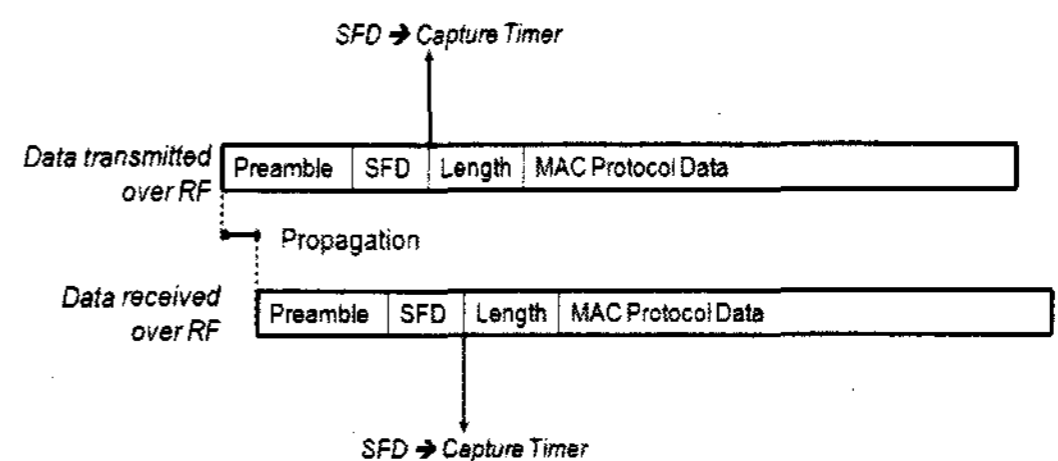 SFD ➔ Capture Timer
Data transmitted over RF
Preamble SFD Length MAC Protocol Data
Propagation
Data received over RF
Preamble SFD Length MAC Protocol Data
SFD ➔ Capture Timer